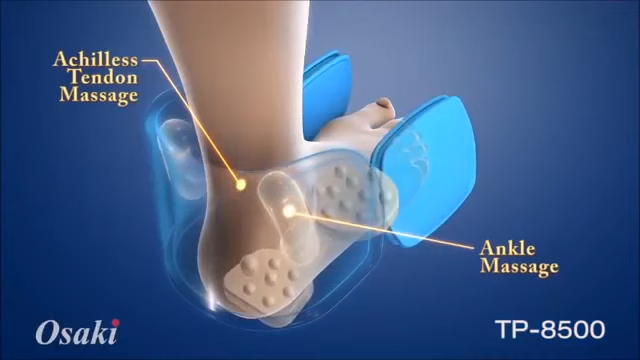 Achilless
Tendon
Massage
Ankle
Massage
Osaki
TP-8500